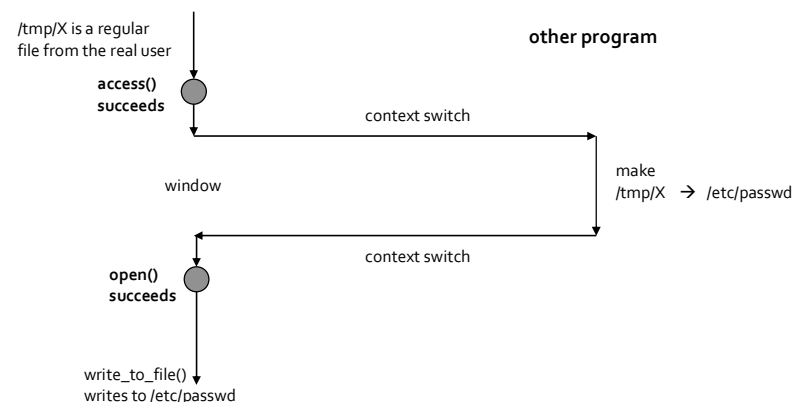 /tmp/X is a regular
file from the real user
other program
access()
succeeds
context switch
window
make
/tmp/X → /etc/passwd
context switch
open()
succeeds
write_to_file()
writes to /etc/passwd